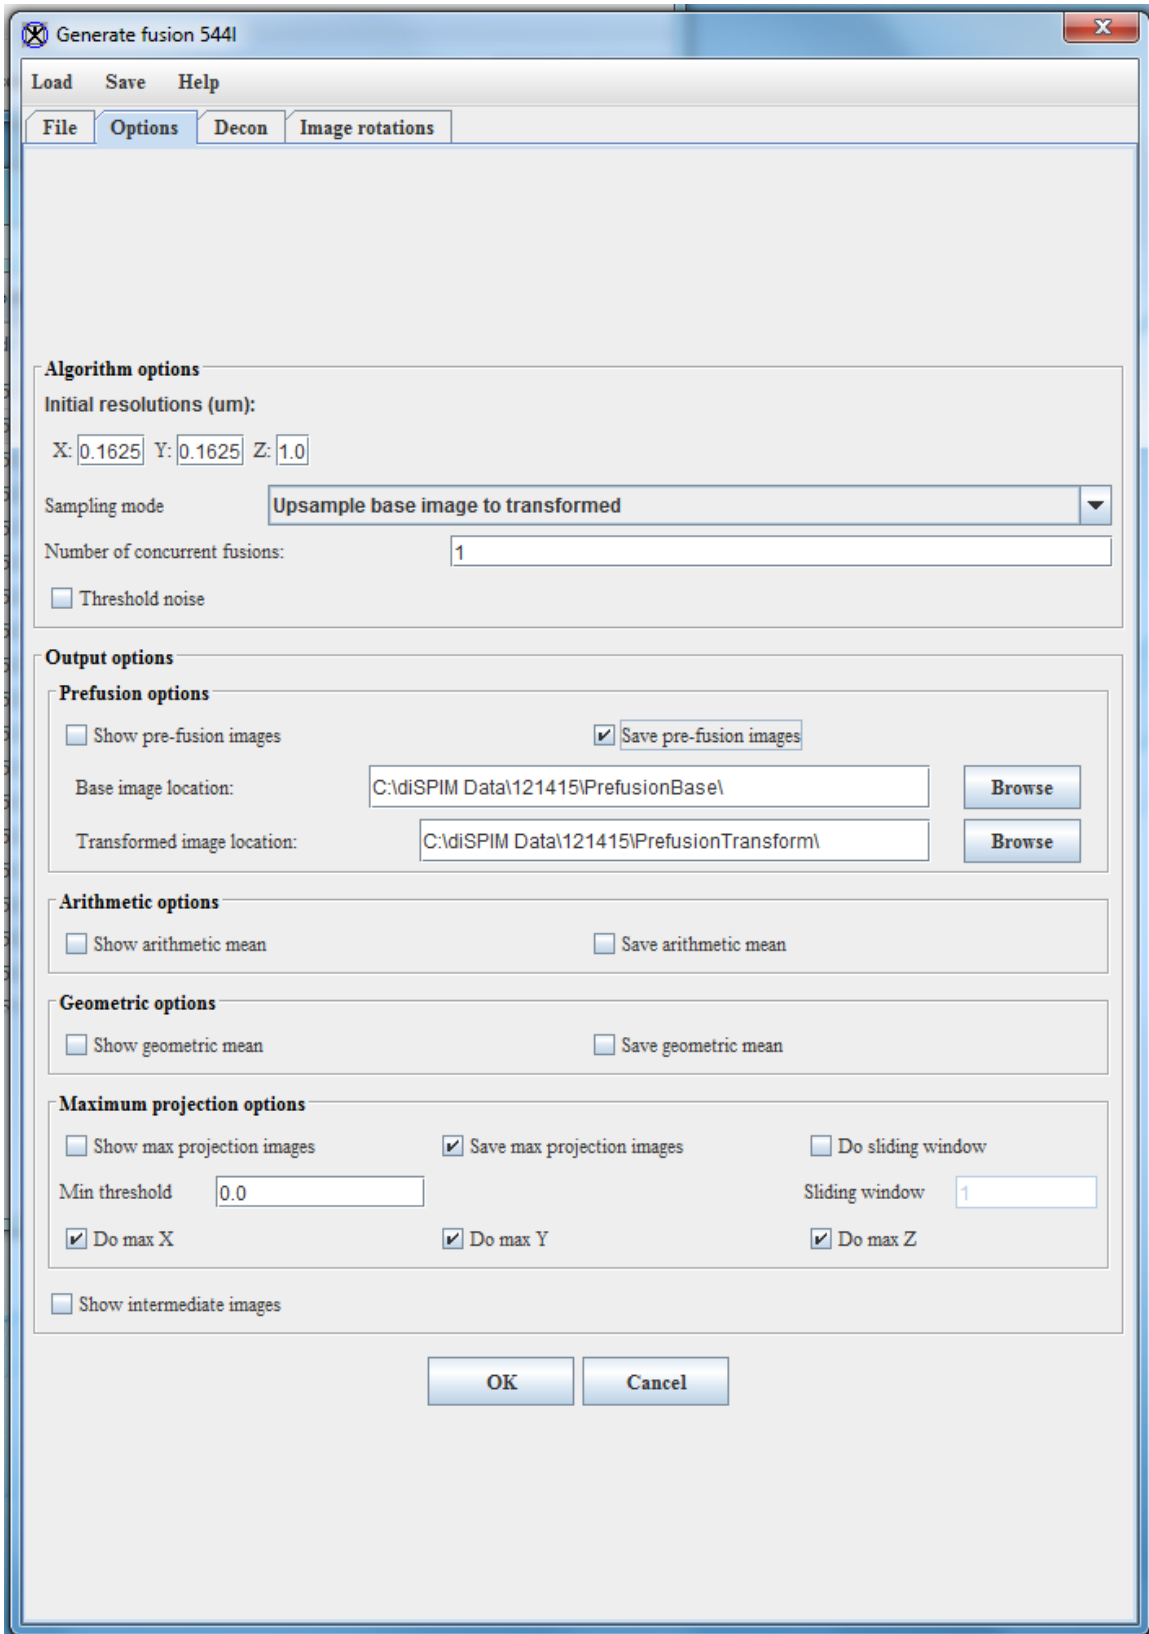 Generate fusion 544l
Load Save Help
File Options Decon Image rotations
Algorithm options
Initial resolutions (um):
X: 0.1625 Y: 0.1625 Z: 1.0
Sampling mode Upsample base image to transformed
Number of concurrent fusions: 1
Threshold noise
Output options
Prefusion options
Show pre-fusion images Save pre-fusion images
Base image location: C:\diSPIM Data\121415\PrefusionBase\ Browse
Transformed image location: C:\diSPIM Data\121415\PrefusionTransform\ Browse
Arithmetic options
Show arithmetic mean Save arithmetic mean
Geometric options
Show geometric mean Save geometric mean
Maximum projection options
Show max projection images Save max projection images Do sliding window
Min threshold 0.0 Sliding window 1
Do max X Do max Y Do max Z
Show intermediate images
OK Cancel